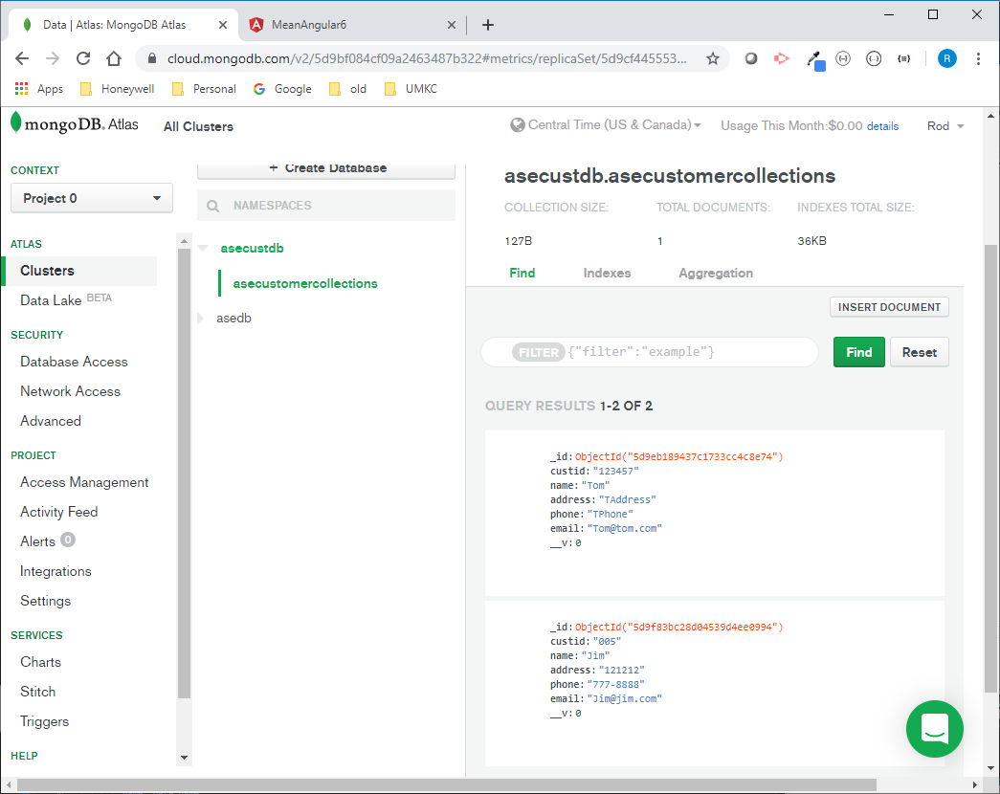 Data | Atlas: MongoDB Atlas
MeanAngular6
cloud.mongodb.com/v2/5d9bf084cf09a2463487b322#metrics/replicaSet/5d9cf445553...
R
Apps Honeywell Personal Google old UMKC
mongoDB. Atlas
All Clusters
Central Time (US & Canada)
Usage This Month:$0.00 details
Rod
CONTEXT
Project 0
ATLAS
Clusters
Data Lake BETA
SECURITY
Database Access
Network Access
Advanced
PROJECT
Access Management
Activity Feed
Alerts 0
Integrations
Settings
SERVICES
Charts
Stitch
Triggers
HELP
+ Create Database
NAMESPACES
asecustdb
asecustomercollections
asedb
asecustdb.asecustomercollections
COLLECTION SIZE: TOTAL DOCUMENTS: INDEXES TOTAL SIZE:
127B 1 36KB
Find Indexes Aggregation
INSERT DOCUMENT
FILTER {"filter":"example"}
Find Reset
QUERY RESULTS 1-2 OF 2
_id:ObjectId("5d9eb189437c1733cc4c8e74")
custid:"123457"
name:"Tom"
address:"TAddress"
phone:"TPhone"
email:"Tom@tom.com"
__v:0
_id:ObjectId("5d9f83bc28d04539d4ee0994")
custid:"005"
name:"Jim"
address:"121212"
phone:"777-8888"
email:"Jim@jim.com"
__v:0